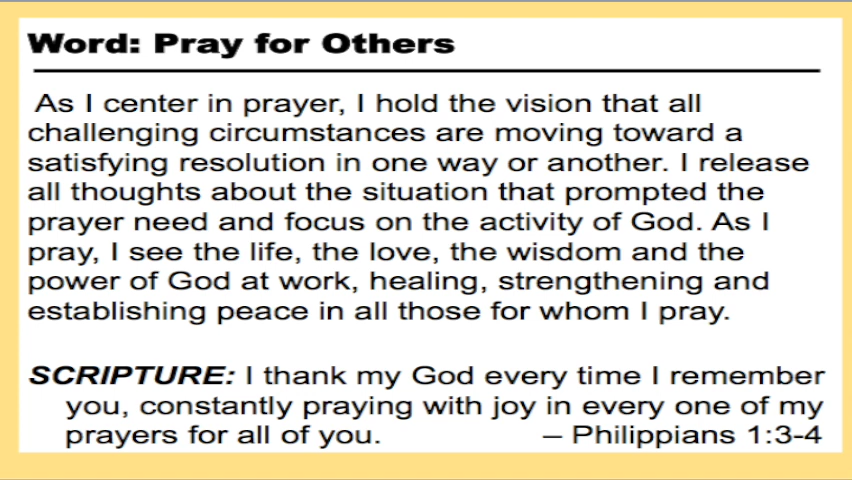 Word: Pray for Others
As I center in prayer, I hold the vision that all
challenging circumstances are moving toward a
satisfying resolution in one way or another. I release
all thoughts about the situation that prompted the
prayer need and focus on the activity of God. As I
pray, I see the life, the love, the wisdom and the
power of God at work, healing, strengthening and
establishing peace in all those for whom I pray.
SCRIPTURE: I thank my God every time I remember
you, constantly praying with joy in every one of my
prayers for all of you. – Philippians 1:3-4